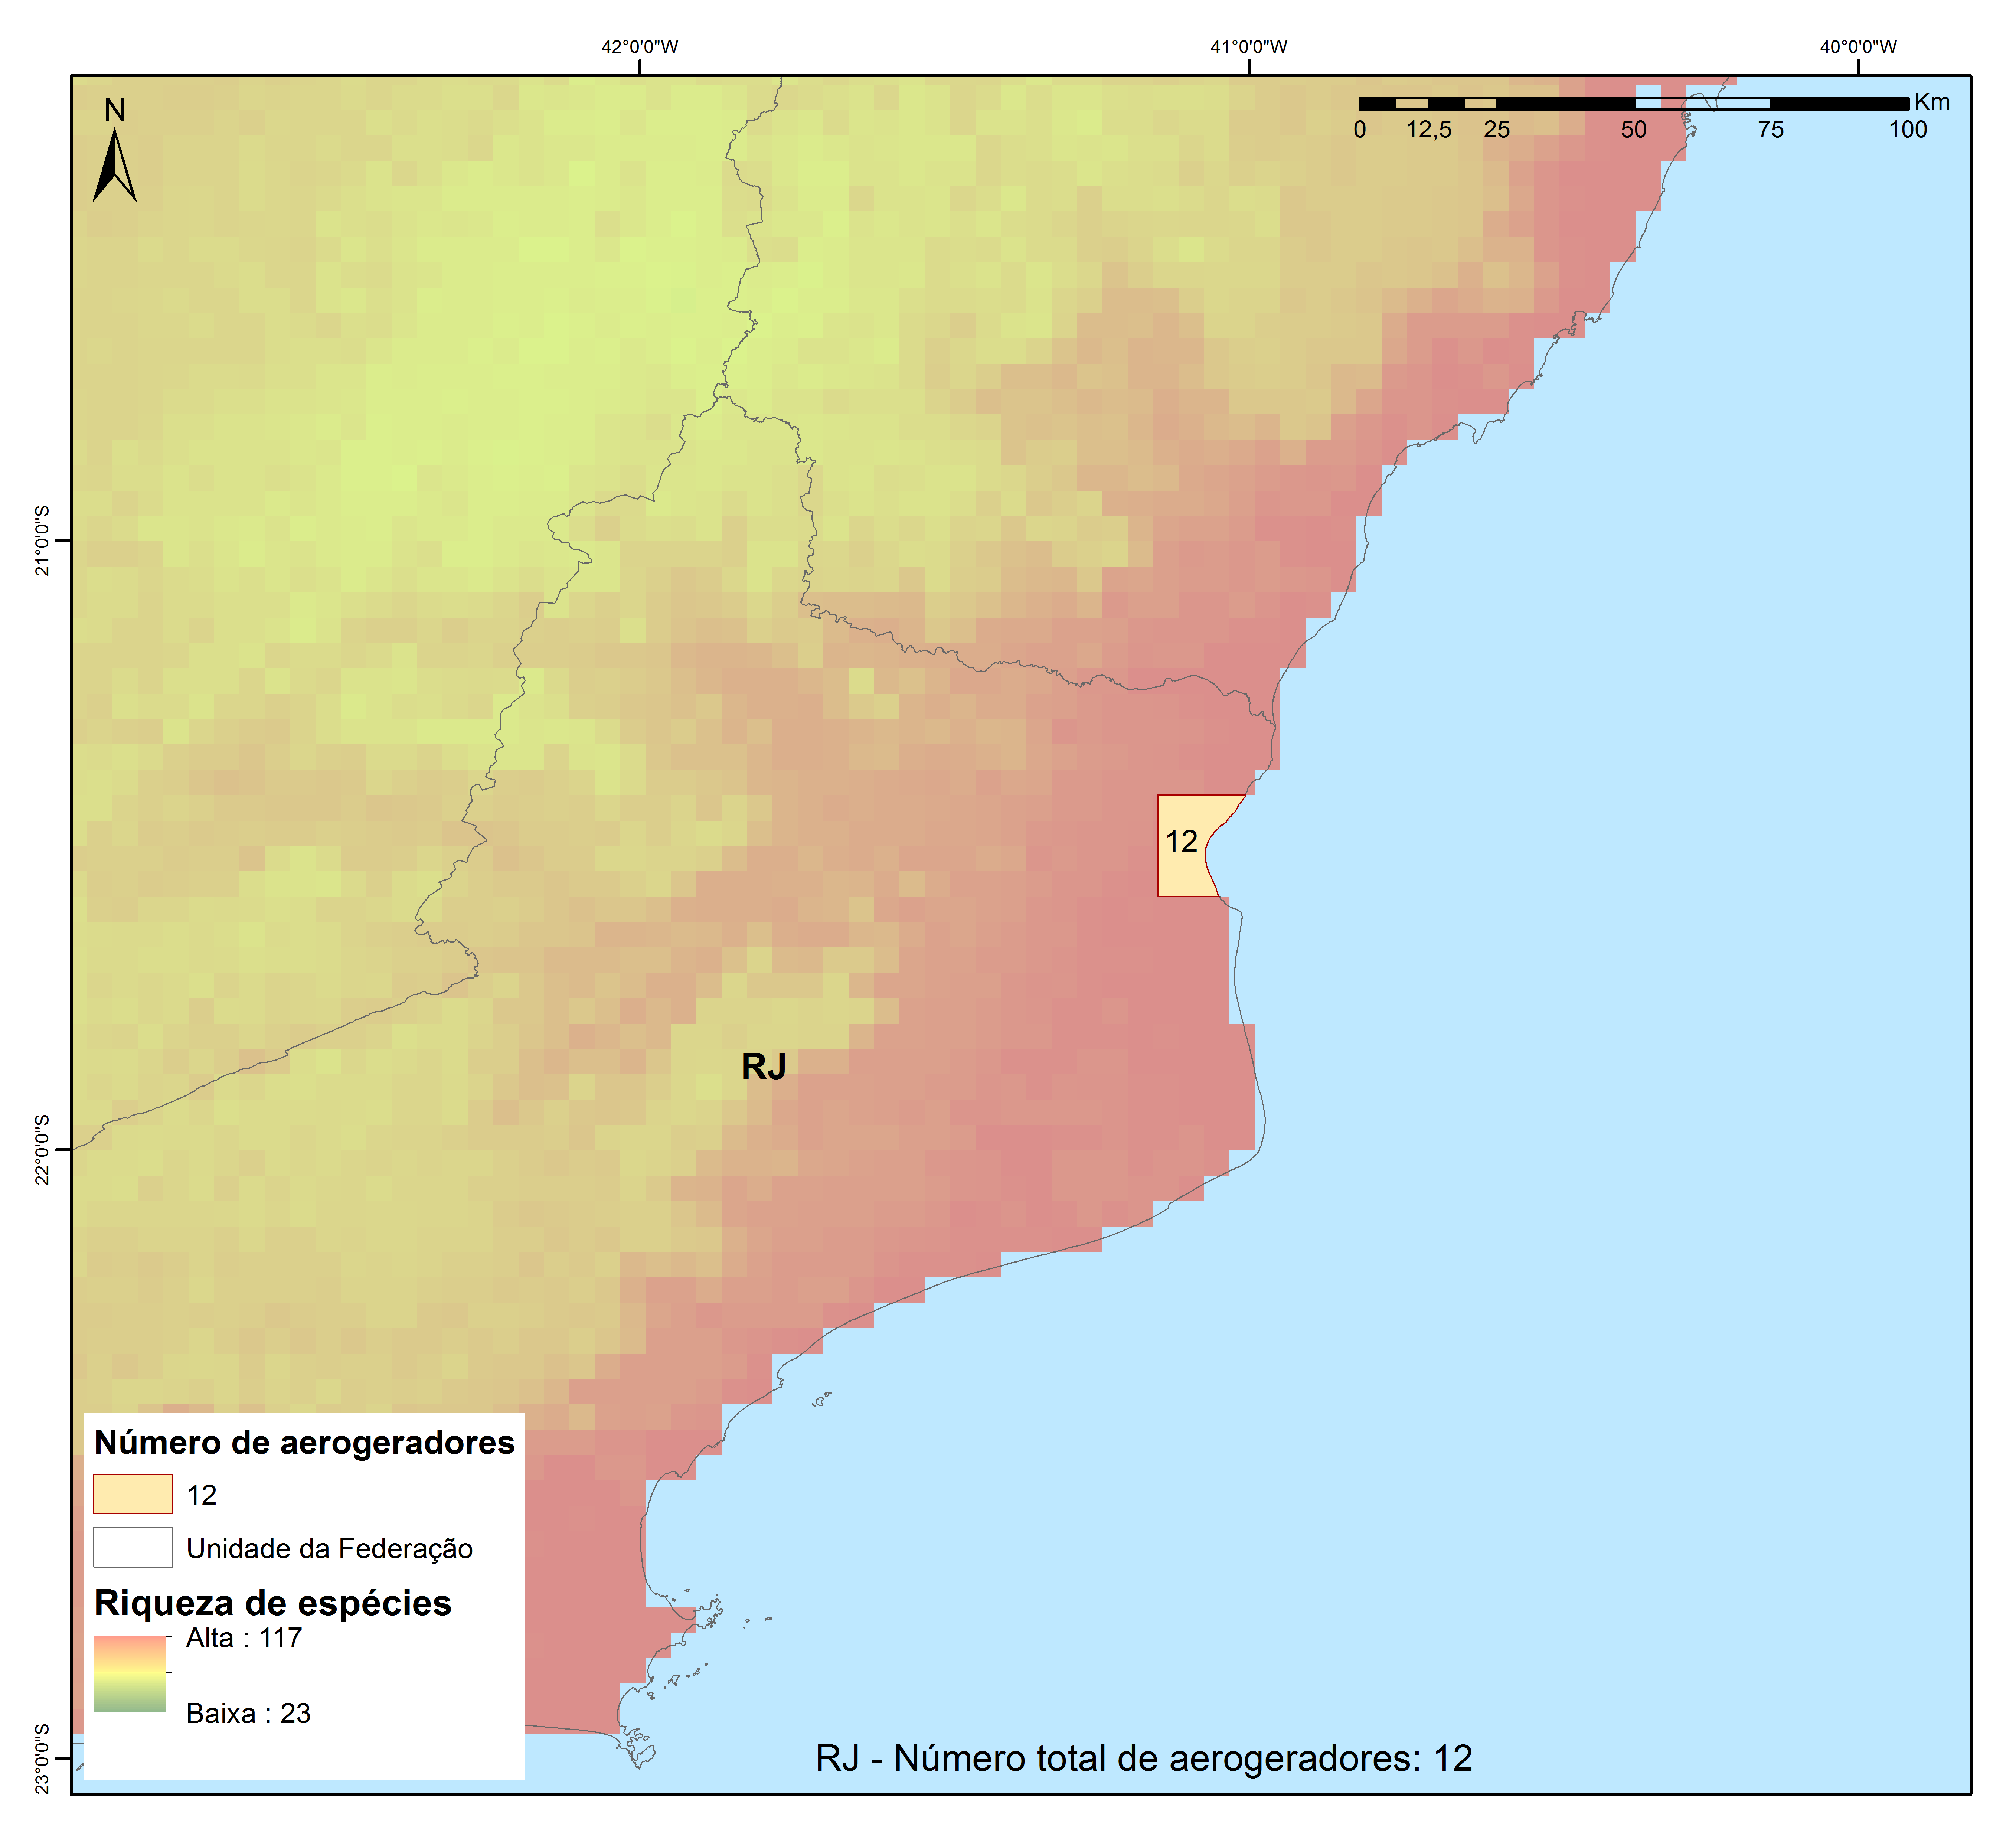 42°0'0"W 41°0'0"W 40°0'0"W
N
Km
0 12,5 25 50 75 100
21°0'0"S
12
RJ
22°0'0"S
Número de aerogeradores
12
Unidade da Federação
Riqueza de espécies
Alta : 117
Baixa : 23
23°0'0"S
RJ - Número total de aerogeradores: 12